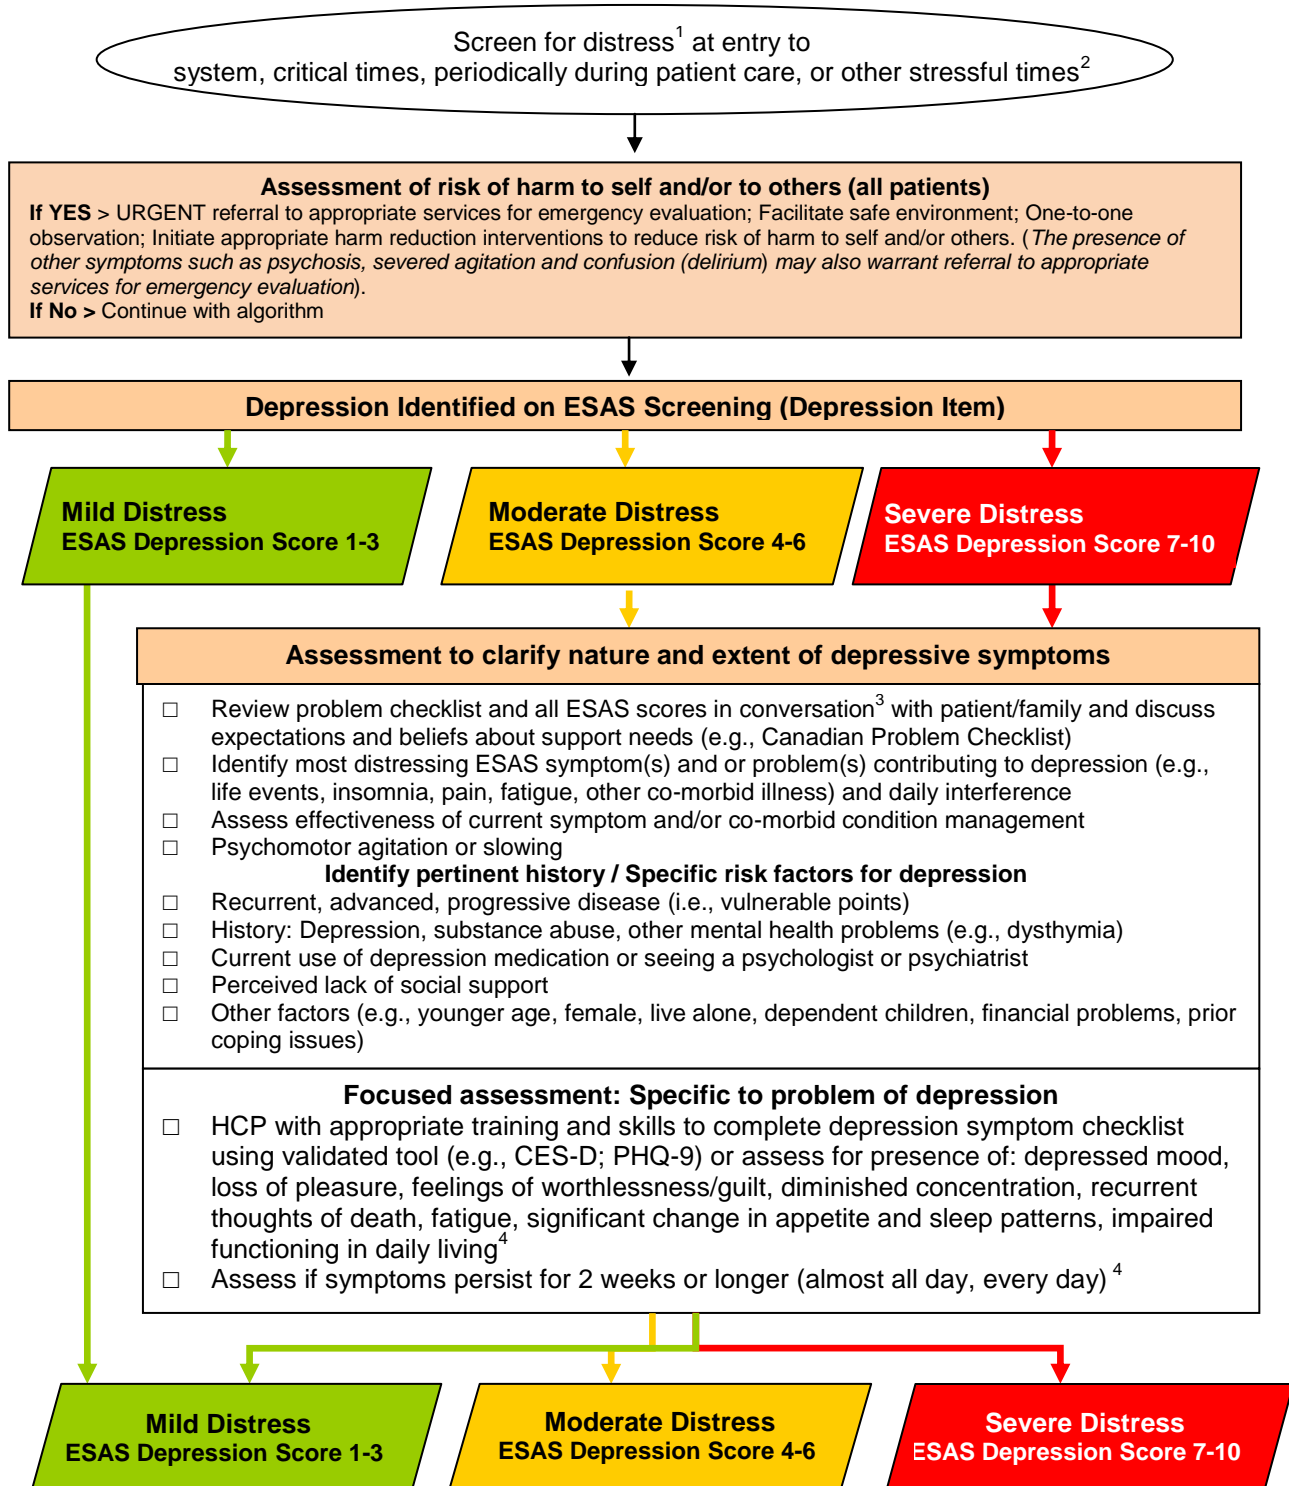 Screen for distress1 at entry to
system, critical times, periodically during patient care, or other stressful times2
Assessment of risk of harm to self and/or to others (all patients)
If YES > URGENT referral to appropriate services for emergency evaluation; Facilitate safe environment; One-to-one
observation; Initiate appropriate harm reduction interventions to reduce risk of harm to self and/or others. (The presence of
other symptoms such as psychosis, severed agitation and confusion (delirium) may also warrant referral to appropriate
services for emergency evaluation).
If No > Continue with algorithm
Depression Identified on ESAS Screening (Depression Item)
Mild Distress
ESAS Depression Score 1-3
Moderate Distress
ESAS Depression Score 4-6
Severe Distress
ESAS Depression Score 7-10
Assessment to clarify nature and extent of depressive symptoms
□ Review problem checklist and all ESAS scores in conversation3 with patient/family and discuss
expectations and beliefs about support needs (e.g., Canadian Problem Checklist)
□ Identify most distressing ESAS symptom(s) and or problem(s) contributing to depression (e.g.,
life events, insomnia, pain, fatigue, other co-morbid illness) and daily interference
□ Assess effectiveness of current symptom and/or co-morbid condition management
□ Psychomotor agitation or slowing
Identify pertinent history / Specific risk factors for depression
□ Recurrent, advanced, progressive disease (i.e., vulnerable points)
□ History: Depression, substance abuse, other mental health problems (e.g., dysthymia)
□ Current use of depression medication or seeing a psychologist or psychiatrist
□ Perceived lack of social support
□ Other factors (e.g., younger age, female, live alone, dependent children, financial problems, prior
coping issues)
Focused assessment: Specific to problem of depression
□ HCP with appropriate training and skills to complete depression symptom checklist
using validated tool (e.g., CES-D; PHQ-9) or assess for presence of: depressed mood,
loss of pleasure, feelings of worthlessness/guilt, diminished concentration, recurrent
thoughts of death, fatigue, significant change in appetite and sleep patterns, impaired
functioning in daily living4
□ Assess if symptoms persist for 2 weeks or longer (almost all day, every day) 4
Mild Distress
ESAS Depression Score 1-3
Moderate Distress
ESAS Depression Score 4-6
Severe Distress
ESAS Depression Score 7-10